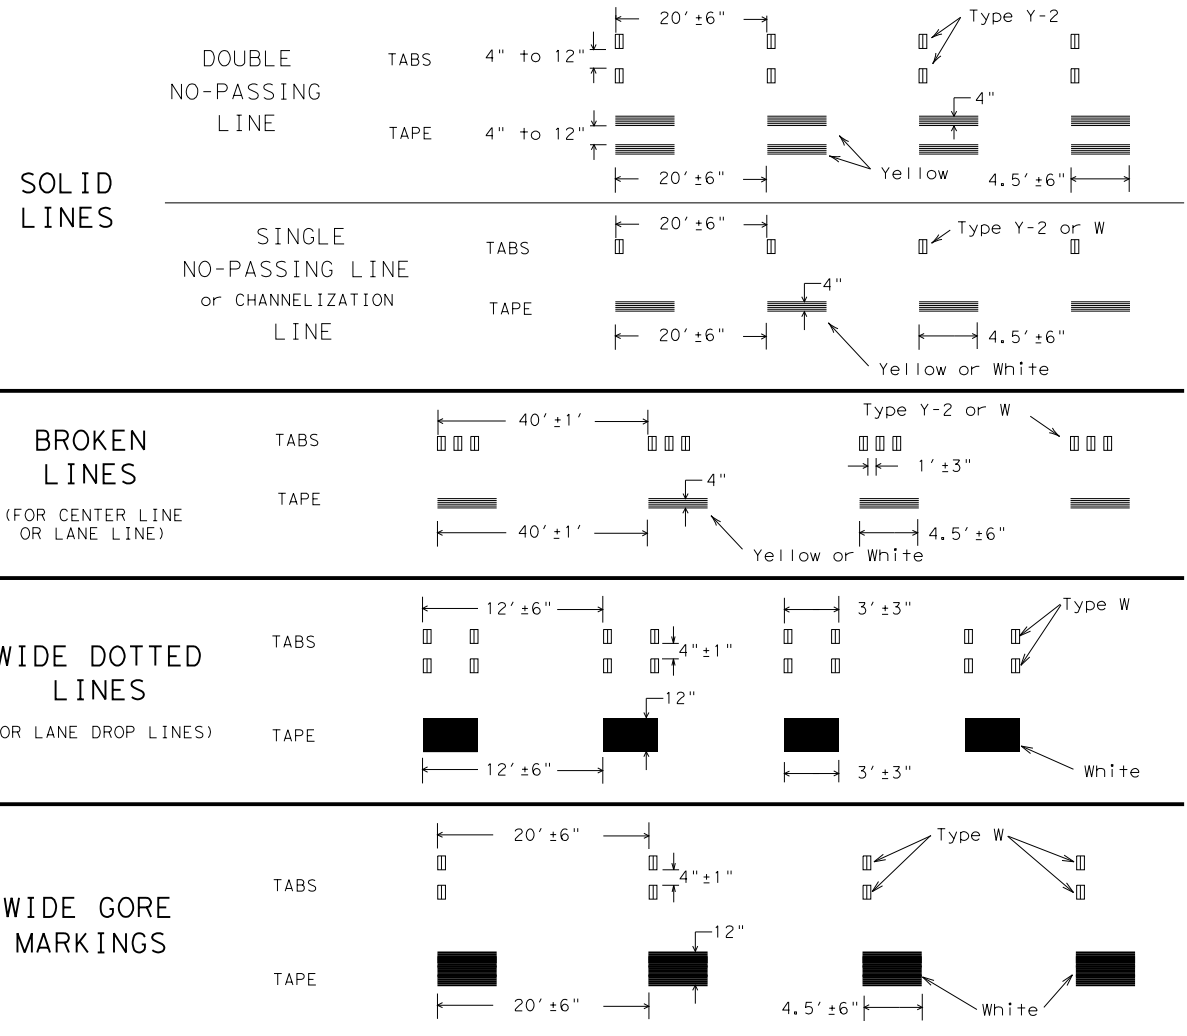 SOLID
LINES
DOUBLE
NO-PASSING
LINE
TABS
4" to 12"
20'±6"
Type Y-2
TAPE
4" to 12"
4"
20'±6"
Yellow
4.5'±6"
SINGLE
NO-PASSING LINE
or CHANNELIZATION
LINE
TABS
20'±6"
Type Y-2 or W
TAPE
4"
20'±6"
4.5'±6"
Yellow or White
BROKEN
LINES
(FOR CENTER LINE
OR LANE LINE)
TABS
40'±1'
Type Y-2 or W
1'±3"
TAPE
4"
40'±1'
4.5'±6"
Yellow or White
WIDE DOTTED
LINES
OR LANE DROP LINES)
TABS
12'±6"
3'±3"
Type W
4"±1"
TAPE
12"
12'±6"
3'±3"
White
WIDE GORE
MARKINGS
TABS
20'±6"
Type W
4"±1"
TAPE
12"
20'±6"
4.5'±6"
White